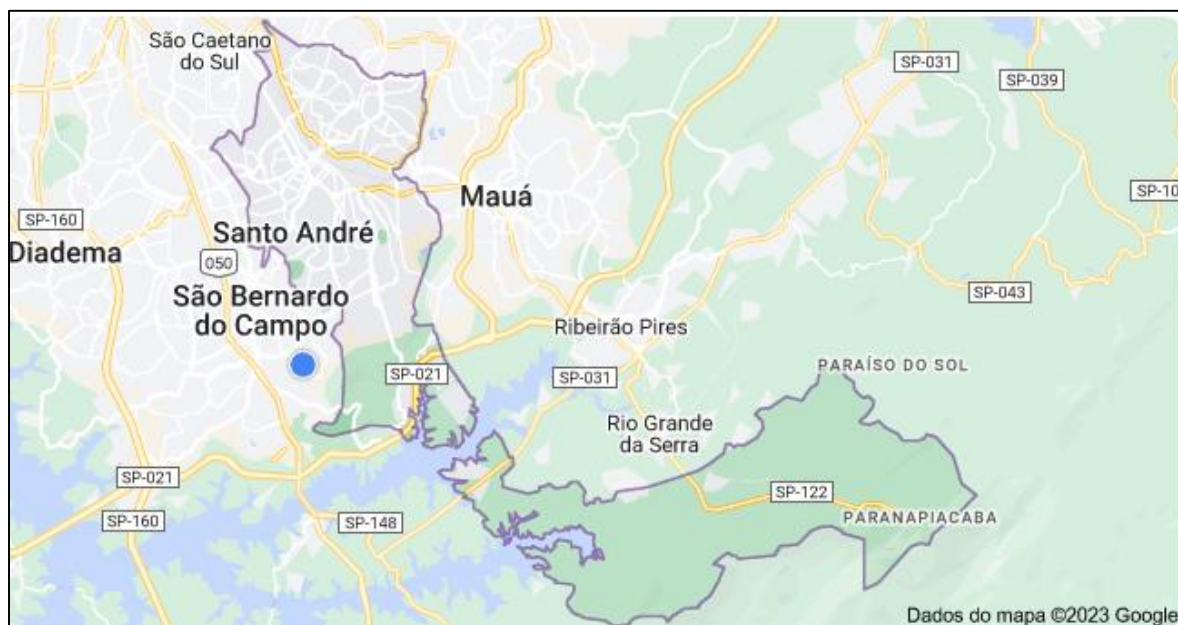 São Caetano
do Sul
SP-031
SP-039
SP-10
Mauá
SP-160
Diadema
Santo André
050
SP-043
São Bernardo
do Campo
Ribeirão Pires
SP-021
SP-031
PARAÍSO DO SOL
Rio Grande
da Serra
SP-021
SP-122
SP-160
SP-148
PARANAPIACABA
Dados do mapa ©2023 Google